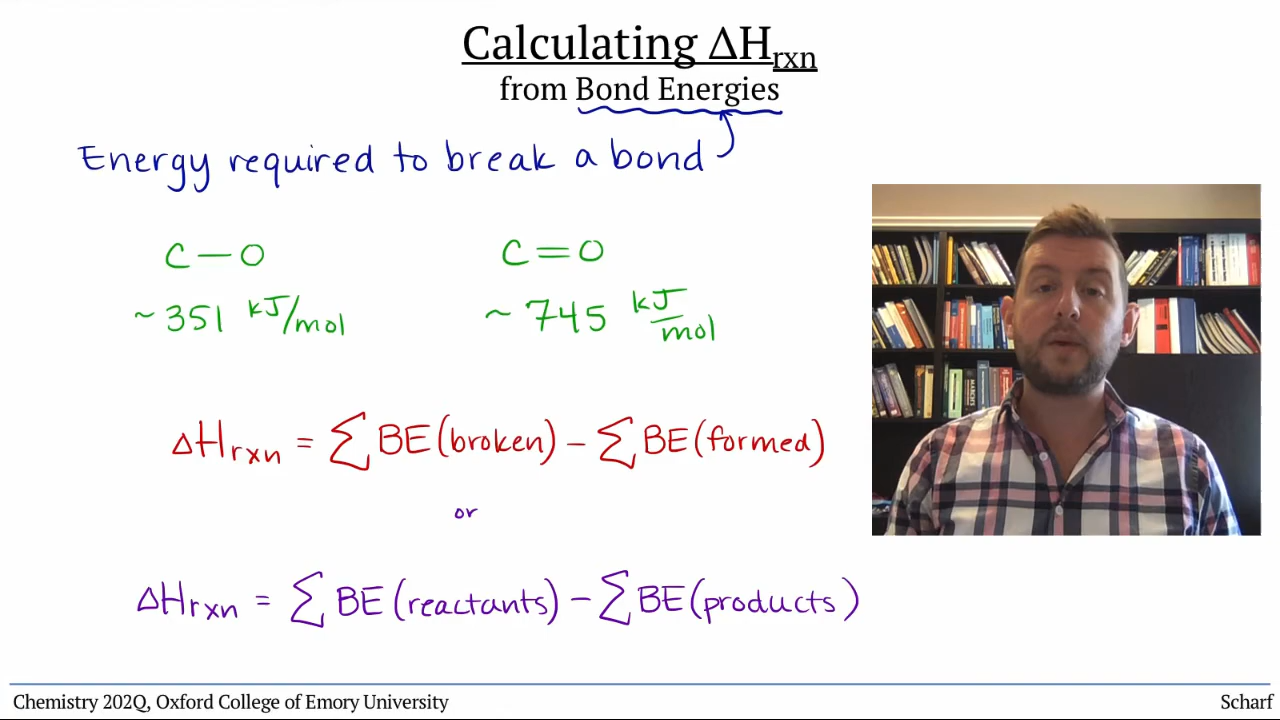 Calculating ΔHrxn
from Bond Energies
Energy required to break a bond
C—O C=O
~351 kJ/mol ~745 kJ/mol
ΔHrxn = ∑ BE(broken) – ∑ BE(formed)
or
ΔHrxn = ∑ BE(reactants) – ∑ BE(products)
Chemistry 202Q, Oxford College of Emory University Scharf